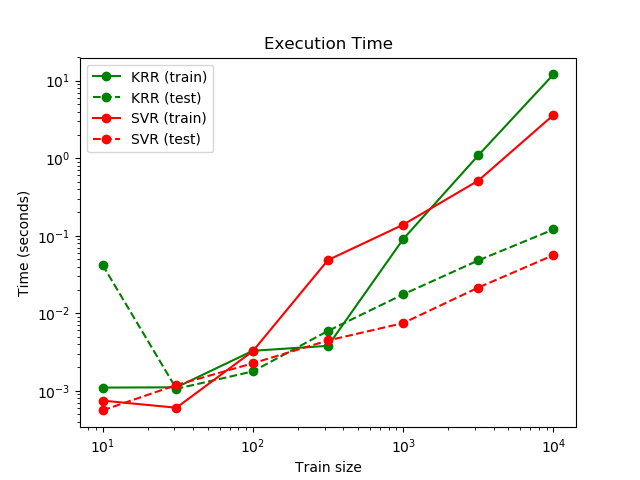 Execution Time
KRR (train)
KRR (test)
SVR (train)
SVR (test)
Time (seconds)
10¹
10⁰
10⁻¹
10⁻²
10⁻³
10¹ 10² 10³ 10⁴
Train size